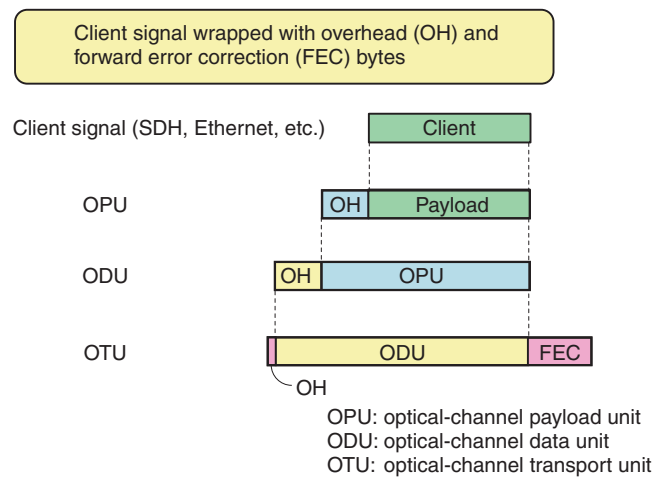 Client signal wrapped with overhead (OH) and
forward error correction (FEC) bytes
Client signal (SDH, Ethernet, etc.)
Client
OPU
OH
Payload
ODU
OH
OPU
OTU
ODU
FEC
OH
OPU: optical-channel payload unit
ODU: optical-channel data unit
OTU: optical-channel transport unit